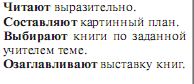 Читают выразительно.
Составляют картинный план.
Выбирают книги по заданной
учителем теме.
Озаглавливают выставку книг.